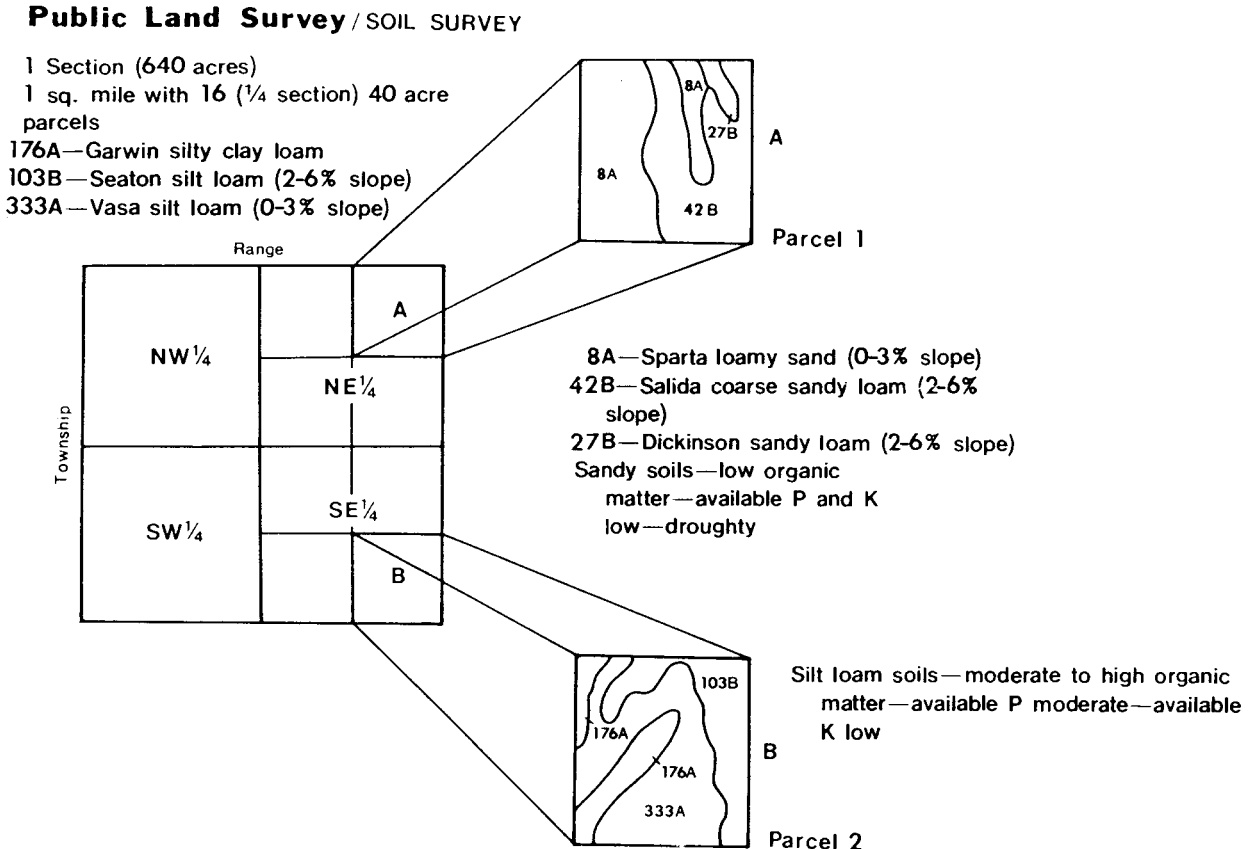 Public Land Survey / SOIL SURVEY
1 Section (640 acres)
1 sq. mile with 16 (¼ section) 40 acre
parcels
176A—Garwin silty clay loam
103B—Seaton silt loam (2-6% slope)
333A—Vasa silt loam (0-3% slope)
Range
Township
NW¼
NE¼
SW¼
SE¼
A
B
8A
27B
8A
42B
A
Parcel 1
8A—Sparta loamy sand (0-3% slope)
42B—Salida coarse sandy loam (2-6%
slope)
27B—Dickinson sandy loam (2-6% slope)
Sandy soils—low organic
matter—available P and K
low—droughty
103B
176A
176A
333A
B
Parcel 2
Silt loam soils—moderate to high organic
matter—available P moderate—available
K low